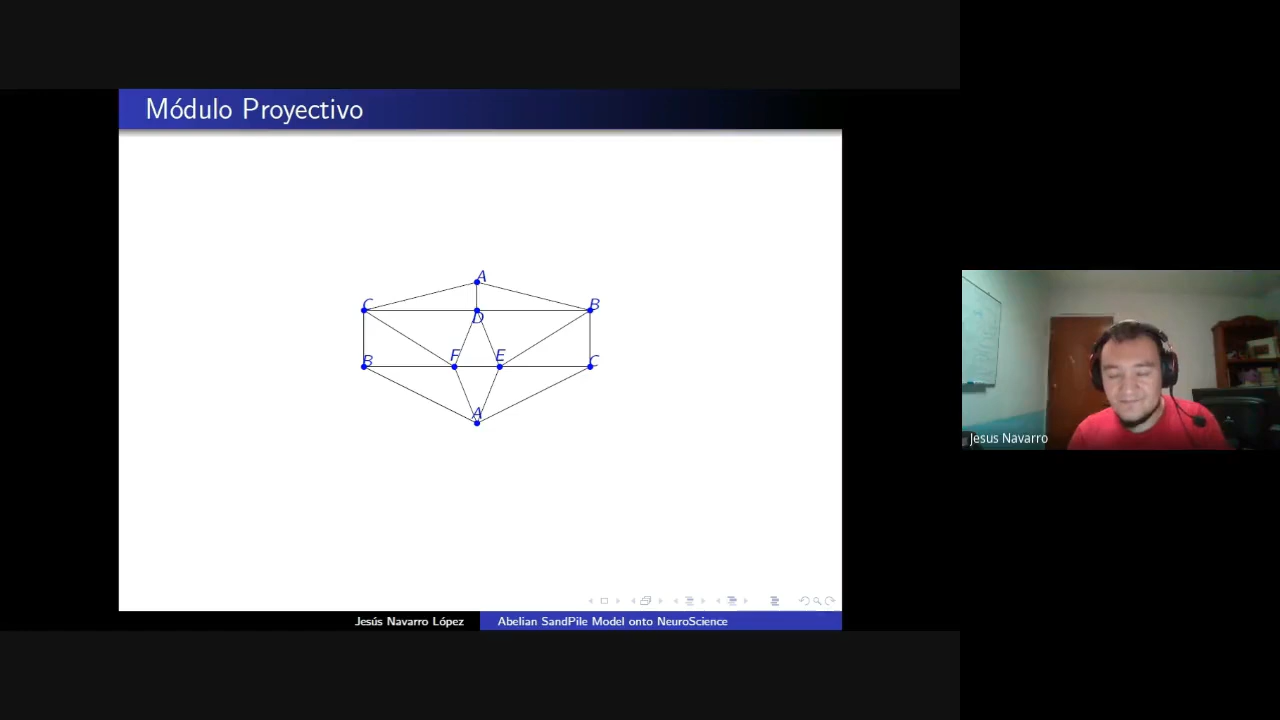 Módulo Proyectivo
A
C B
D
F E
B C
A
Jesus Navarro
Jesús Navarro López
Abelian SandPile Model onto NeuroScience